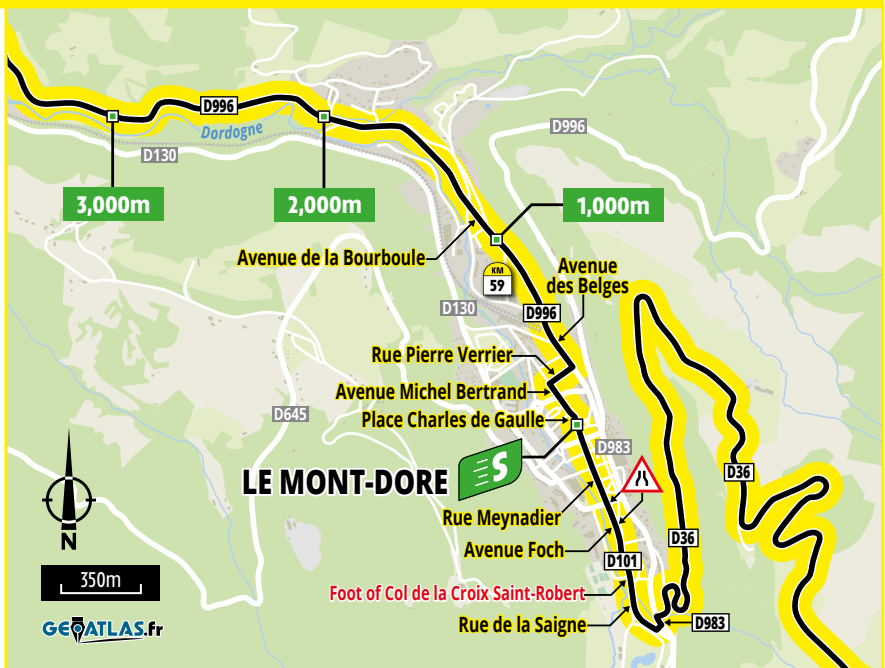 D996
Dordogne
D130
D996
3,000m
2,000m
1,000m
Avenue de la Bourboule
KM
59
Avenue
des Belges
D130
D996
Rue Pierre Verrier
Avenue Michel Bertrand
D645
Place Charles de Gaulle
D983
LE MONT-DORE
S
D36
Rue Meynadier
D36
Avenue Foch
D101
N
350m
Foot of Col de la Croix Saint-Robert
Rue de la Saigne
D983
GEOATLAS.fr